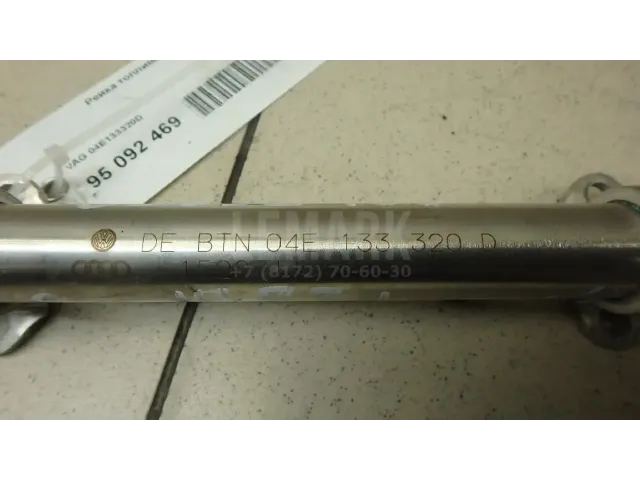 Рейка топлив
VAG 04E133320D
95 092 469
LEMARK
DE BTN 04E 133 320 D
+7 (8172) 70-60-30